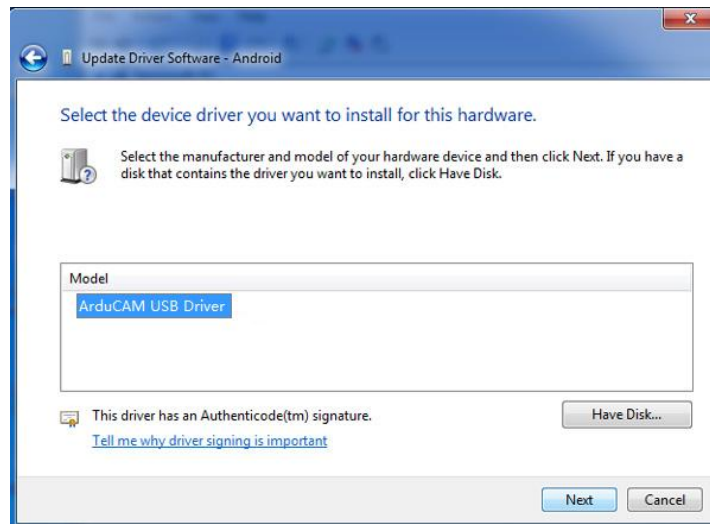 Update Driver Software - Android
Select the device driver you want to install for this hardware.
Select the manufacturer and model of your hardware device and then click Next. If you have a
disk that contains the driver you want to install, click Have Disk.
Model
ArduCAM USB Driver
This driver has an Authenticode(tm) signature.
Have Disk...
Tell me why driver signing is important
Next
Cancel